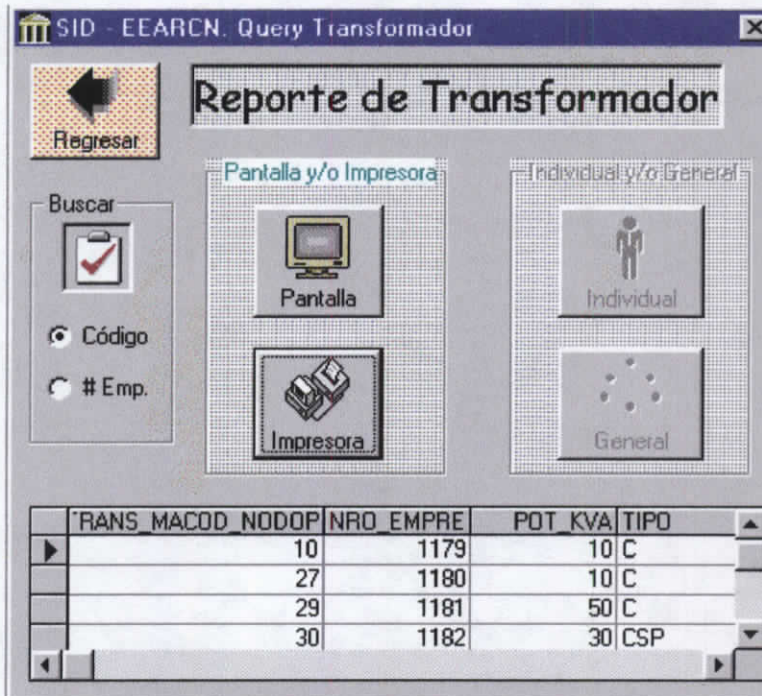 SID - EEARCN. Query Transformador
Regresar
Reporte de Transformador
Buscar
Código
# Emp.
Pantalla y/o Impresora
Pantalla
Impresora
Individual y/o General
Individual
General
TRANS_MACOD_NODOP NRO_EMPRE POT_KVA TIPO
10 1179 10 C
27 1180 10 C
29 1181 50 C
30 1182 30 CSP